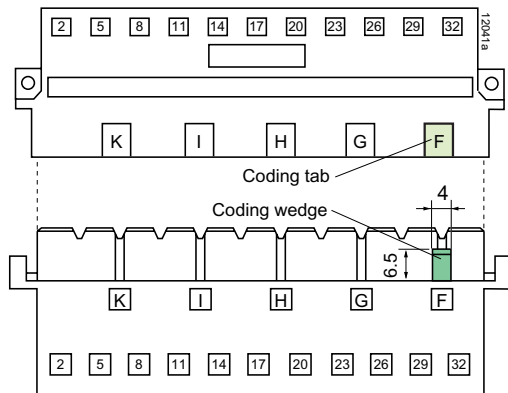 2 5 8 11 14 17 20 23 26 29 32
12041a
K I H G F
Coding tab
4
Coding wedge
6.5
K I H G F
2 5 8 11 14 17 20 23 26 29 32